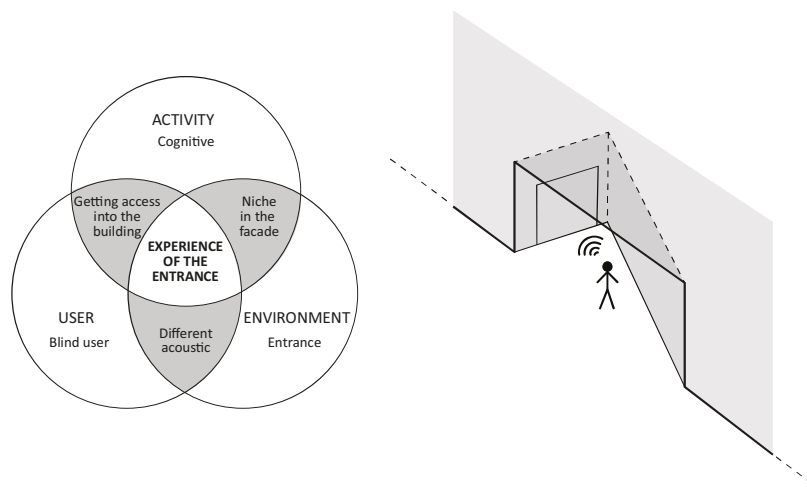 ACTIVITY
Cognitive
Getting access
into the
building
Niche
in the
facade
EXPERIENCE
OF THE
ENTRANCE
USER
Blind user
Different
acoustic
ENVIRONMENT
Entrance